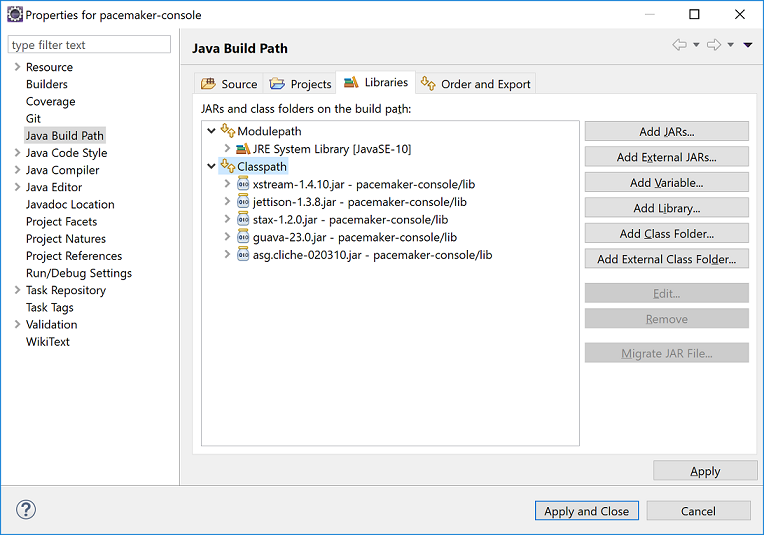 Properties for pacemaker-console
type filter text
Resource
Builders
Coverage
Git
Java Build Path
Java Code Style
Java Compiler
Java Editor
Javadoc Location
Project Facets
Project Natures
Project References
Run/Debug Settings
Task Repository
Task Tags
Validation
WikiText
Java Build Path
Source
Projects
Libraries
Order and Export
JARs and class folders on the build path:
Modulepath
JRE System Library [JavaSE-10]
Classpath
xstream-1.4.10.jar - pacemaker-console/lib
jettison-1.3.8.jar - pacemaker-console/lib
stax-1.2.0.jar - pacemaker-console/lib
guava-23.0.jar - pacemaker-console/lib
asg.cliche-020310.jar - pacemaker-console/lib
Add JARs...
Add External JARs...
Add Variable...
Add Library...
Add Class Folder...
Add External Class Folder...
Edit...
Remove
Migrate JAR File...
Apply
?
Apply and Close
Cancel